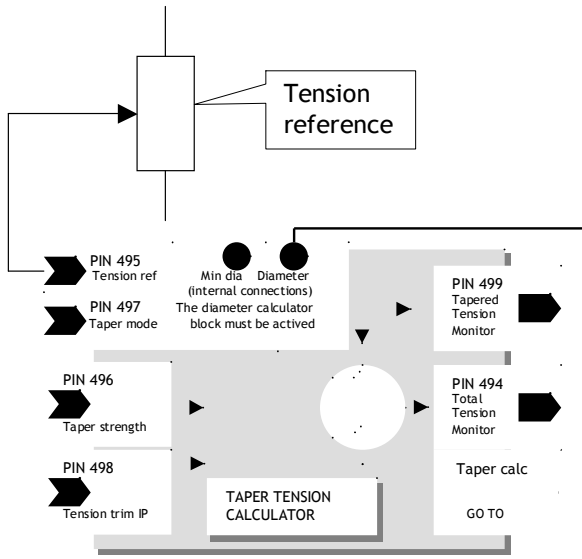 Tension
reference
PIN 495
Tension ref
Min dia Diameter
(internal connections)
The diameter calculator
block must be actived
PIN 497
Taper mode
PIN 499
Tapered
Tension
Monitor
PIN 496
Taper strength
PIN 494
Total
Tension
Monitor
PIN 498
Tension trim IP
TAPER TENSION
CALCULATOR
Taper calc
GO TO